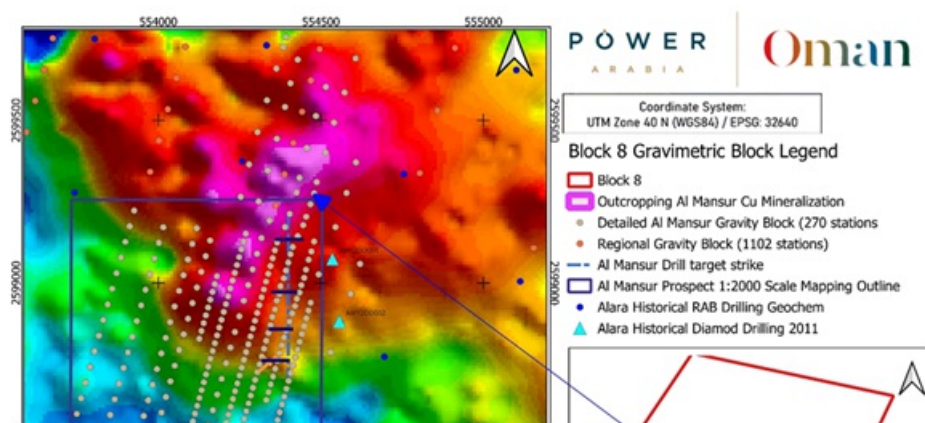 554000 554500 555000
POWER
ARABIA
Oman
Coordinate System:
UTM Zone 40 N (WGS84) / EPSG: 32640
2599500
2599500
Block 8 Gravimetric Block Legend
Block 8
Outcropping Al Mansur Cu Mineralization
Detailed Al Mansur Gravity Block (270 stations
Regional Gravity Block (1102 stations)
Al Mansur Drill target strike
Al Mansur Prospect 1:2000 Scale Mapping Outline
Alara Historical RAB Drilling Geochem
Alara Historical Diamod Drilling 2011
2599000
2599000